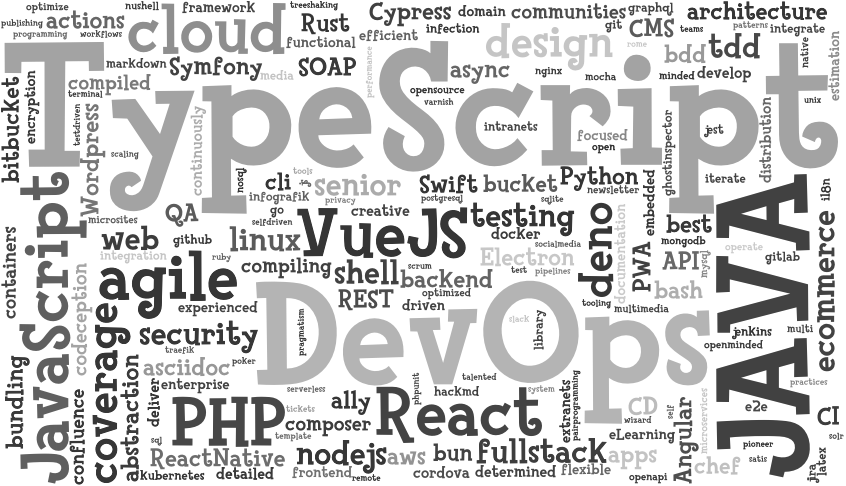 optimize
nushell
framework
treeshaking
Cypress
domain
communities
graphql
architecture
publishing
actions
cloud
Rust
git
CMS
teams
patterns
integrate
programming
workflows
functional
efficient
infection
design
rome
bdd
tdd
native
estimation
TypeScript
markdown
Symfony
media
SOAP
performance
async
nginx
mocha
minded
develop
bitbucket
encryption
terminal
compiled
opensource
varnish
unix
testdriven
Wordpress
scaling
continuously
intranets
focused
open
ghostinspector
jest
distribution
nosql
cli
tools
senior
Swift
bucket
Python
iterate
infografik
privacy
postgresql
sqlite
newsletter
embedded
microsites
QA
go
selfdriven
creative
testing
deno
documentation
best
JAVA
i18n
containers
JavaScript
web
github
linux
VueJS
docker
socialmedia
PWA
mongodb
operate
ecommerce
integration
ruby
compiling
shell
scrum
backend
Electron
test
pipelines
API
mysql
gitlab
codeception
agile
experienced
REST
optimized
driven
tooling
bash
multimedia
DevOps
coverage
security
pragmatism
slack
library
jenkins
multi
openminded
traefik
poker
bundling
asciidoc
enterprise
serverless
phpunit
talented
hackmd
system
extranets
pairprogramming
practices
confluence
abstraction
deliver
PHP
tickets
ally
React
CD
self
Angular
microservices
e2e
CI
wizard
sql
template
composer
eLearning
pioneer
solr
ReactNative
nodejs
aws
bun
fullstack
apps
chef
satis
kubernetes
detailed
frontend
remote
cordova
determined
flexible
openapi
jra
latex